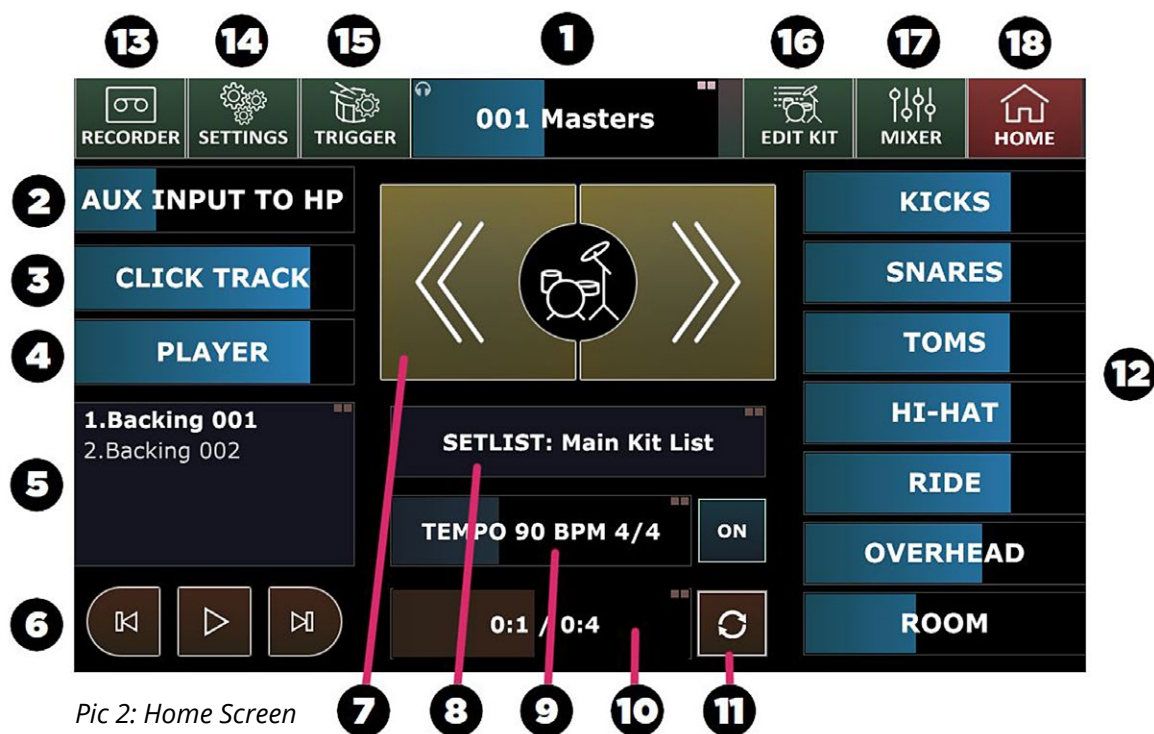 13 14 15 1 16 17 18
RECORDER SETTINGS TRIGGER 001 Masters EDIT KIT MIXER HOME
2 AUX INPUT TO HP KICKS
3 CLICK TRACK SNARES
4 PLAYER TOMS
12
1.Backing 001 HI-HAT
2.Backing 002
SETLIST: Main Kit List
5 RIDE
TEMPO 90 BPM 4/4 ON
OVERHEAD
6 0:1 / 0:4 ROOM
Pic 2: Home Screen 7 8 9 10 11